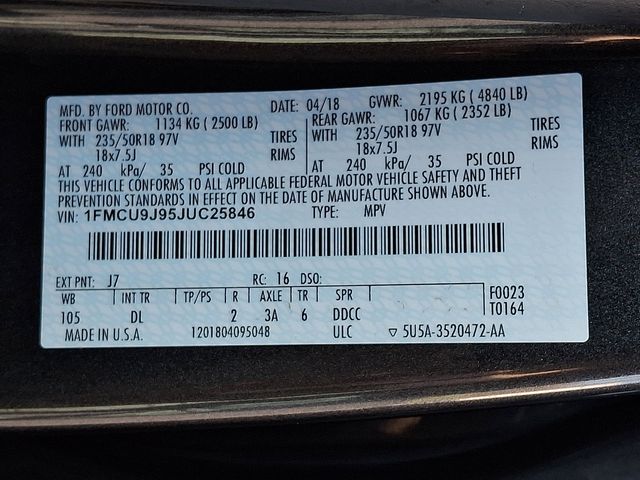 MFD. BY FORD MOTOR CO. DATE: 04/18 GVWR: 2195 KG ( 4840 LB)
FRONT GAWR: 1134 KG ( 2500 LB) REAR GAWR: 1067 KG ( 2352 LB)
WITH 235/50R18 97V TIRES WITH 235/50R18 97V TIRES
18x7.5J RIMS 18x7.5J RIMS
AT 240 kPa/ 35 PSI COLD AT 240 kPa/ 35 PSI COLD
THIS VEHICLE CONFORMS TO ALL APPLICABLE FEDERAL MOTOR VEHICLE SAFETY AND THEFT
PREVENTION STANDARDS IN EFFECT ON THE DATE OF MANUFACTURE SHOWN ABOVE.
VIN: 1FMCU9J95JUC25846 TYPE: MPV
EXT PNT: J7 RC: 16 DSO:
WB INT TR TP/PS R AXLE TR SPR F0023
105 DL 2 3A 6 DDCC T0164
MADE IN U.S.A. 1201804095048 ULC ▽ 5U5A-3520472-AA